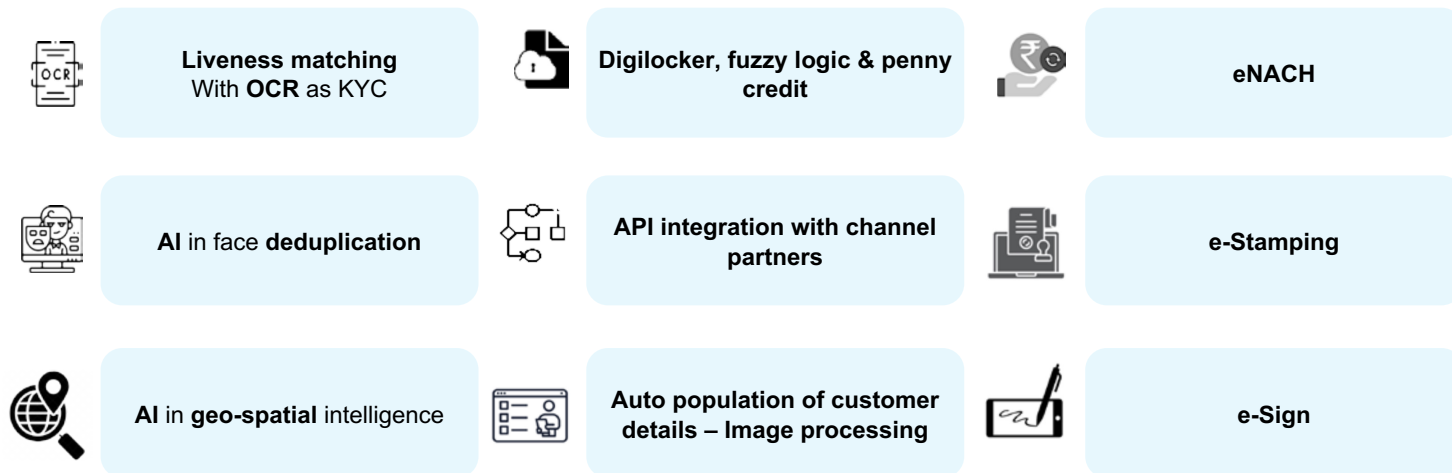 OCR
Liveness matching
With OCR as KYC
Digilocker, fuzzy logic & penny
credit
₹
eNACH
AI in face deduplication
API integration with channel
partners
e-Stamping
AI in geo-spatial intelligence
Auto population of customer
details – Image processing
e-Sign